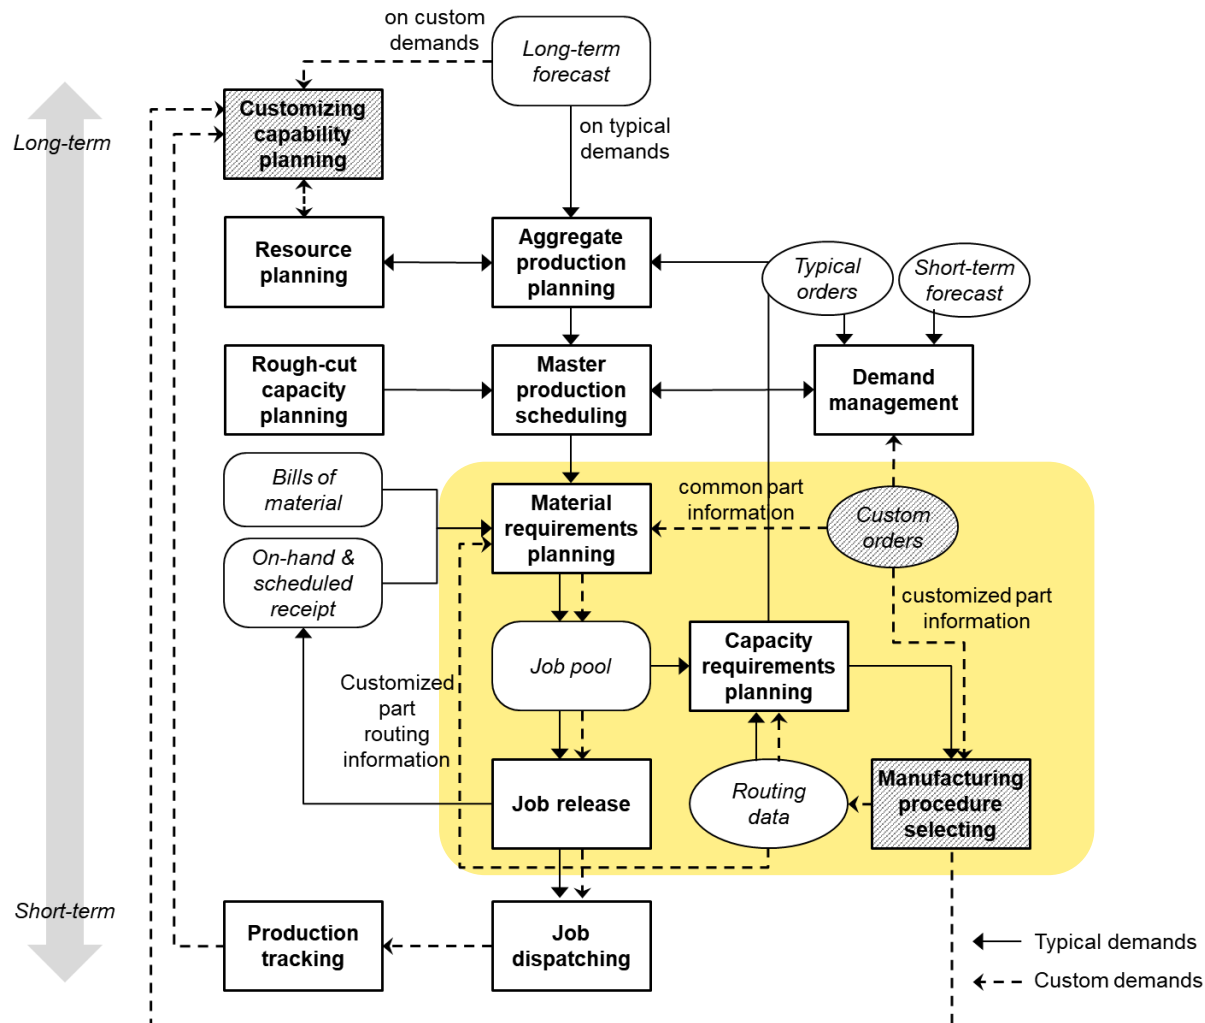 on custom
demands
Long-term
forecast
Customizing
capability
planning
Long-term
on typical
demands
Resource
planning
Aggregate
production
planning
Typical
orders
Short-term
forecast
Rough-cut
capacity
planning
Master
production
scheduling
Demand
management
Bills of
material
Material
requirements
planning
common part
information
Custom
orders
On-hand &
scheduled
receipt
customized part
information
Job pool
Capacity
requirements
planning
Customized
part
routing
information
Job release
Routing
data
Manufacturing
procedure
selecting
Short-term
Production
tracking
Job
dispatching
Typical demands
Custom demands